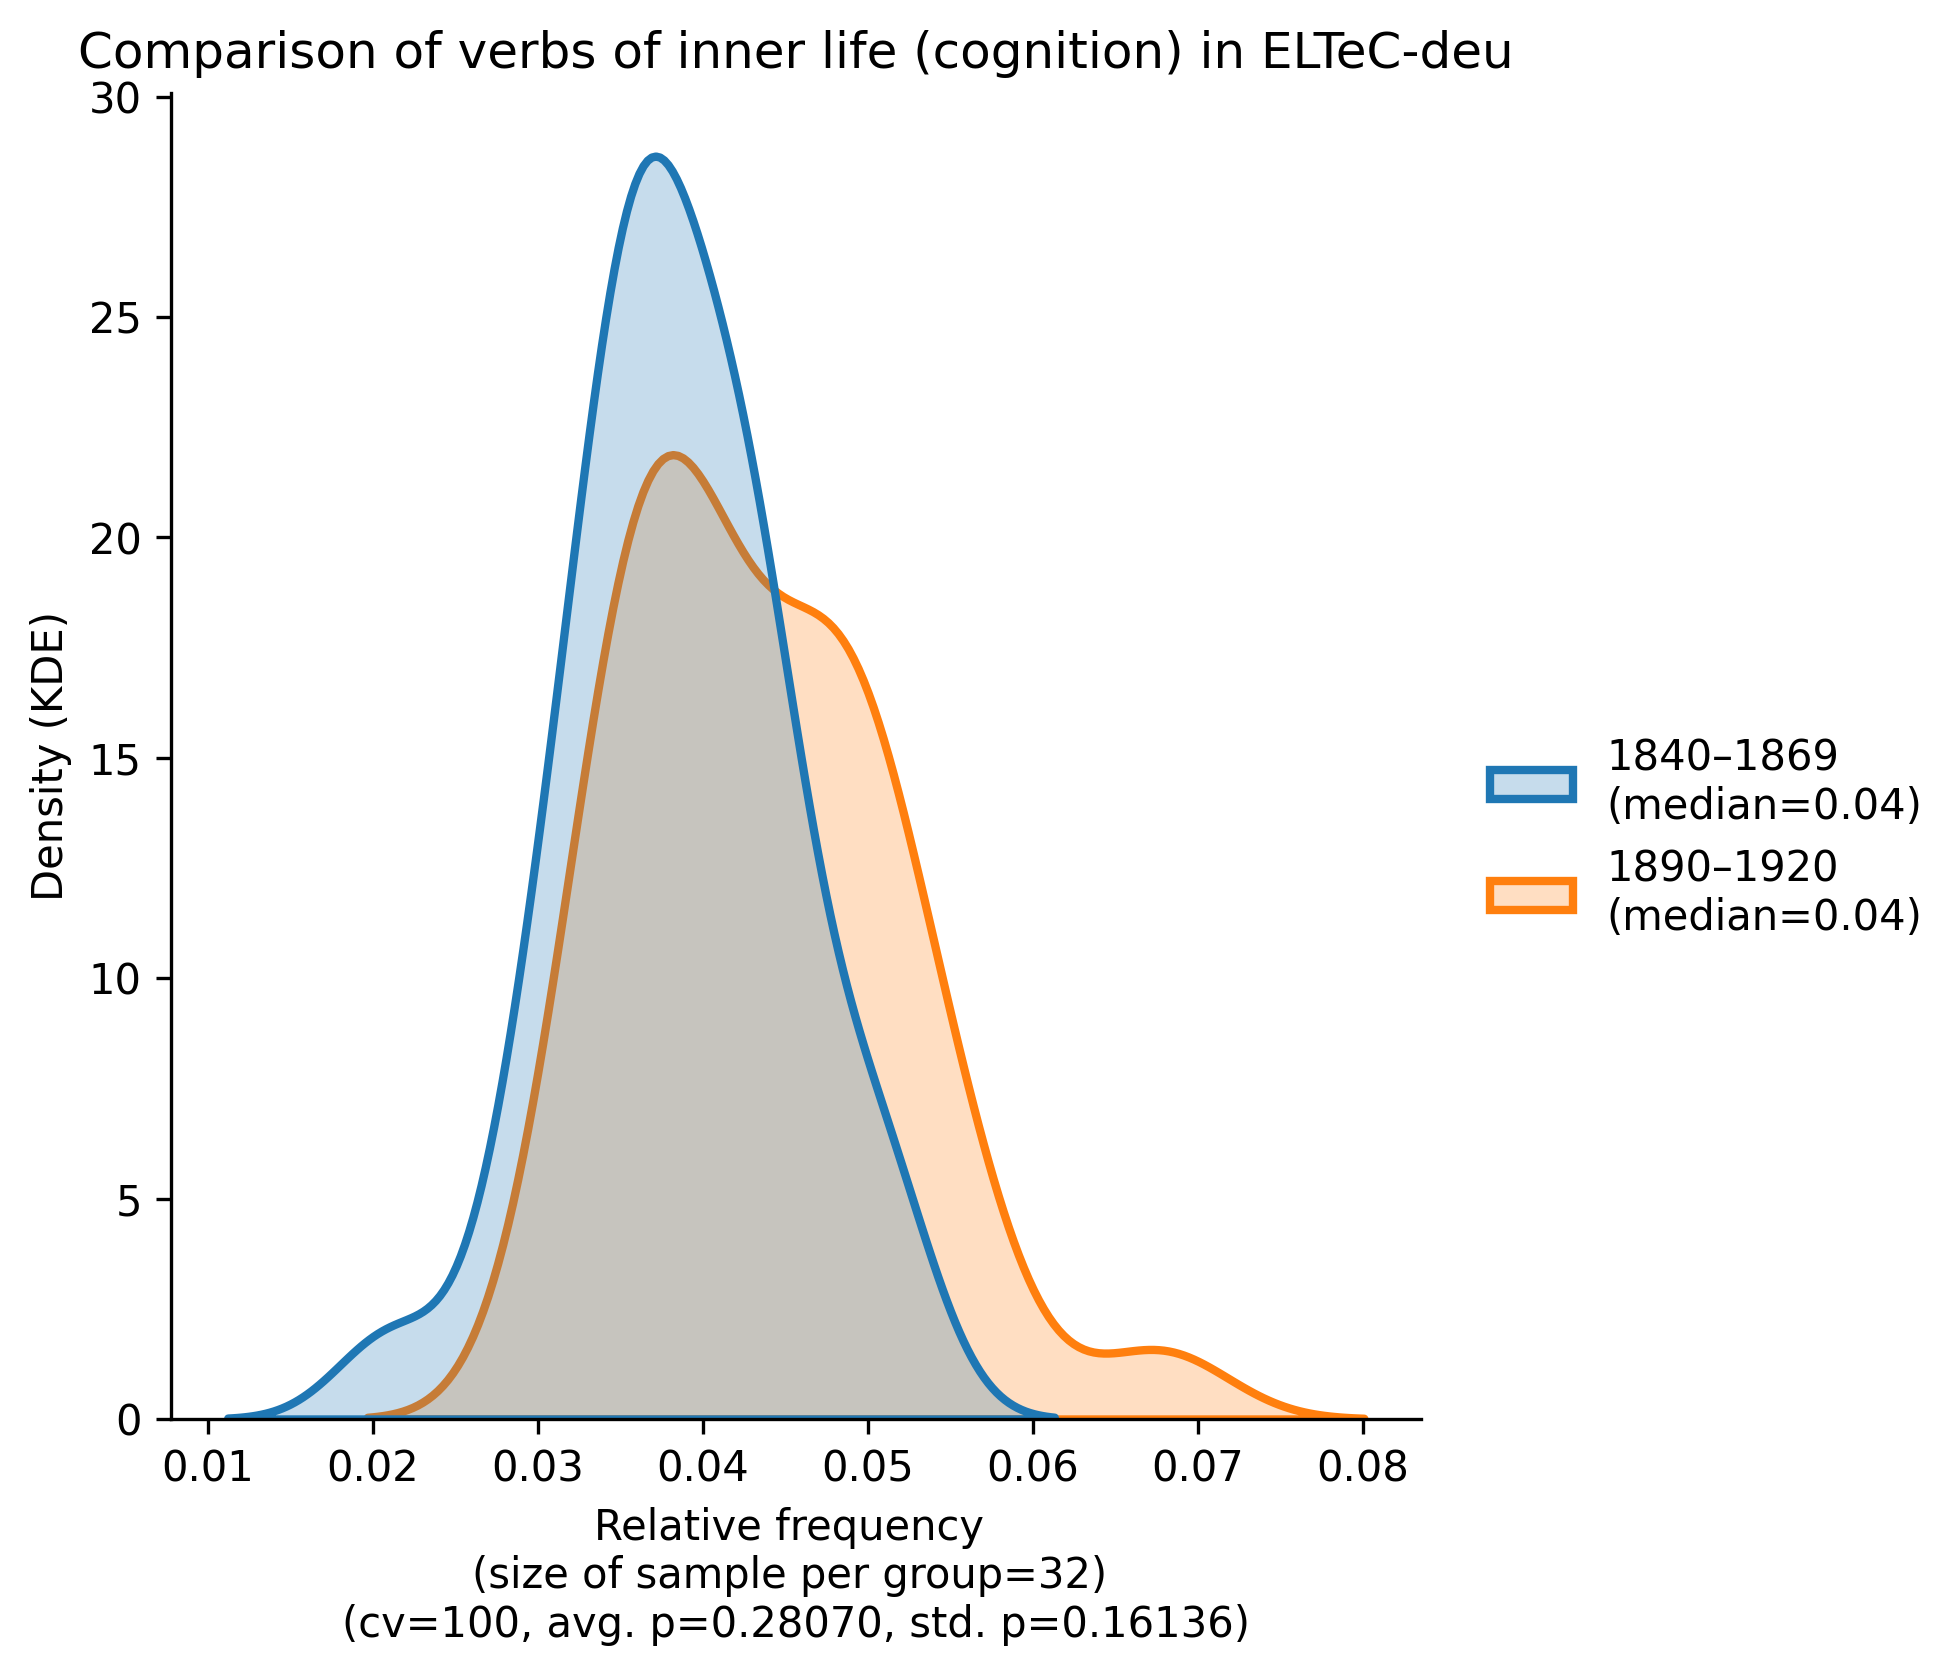 Comparison of verbs of inner life (cognition) in ELTeC-deu
30
25
20
15
10
5
0
Density (KDE)
0.01 0.02 0.03 0.04 0.05 0.06 0.07 0.08
Relative frequency
(size of sample per group=32)
(cv=100, avg. p=0.28070, std. p=0.16136)
1840–1869
(median=0.04)
1890–1920
(median=0.04)